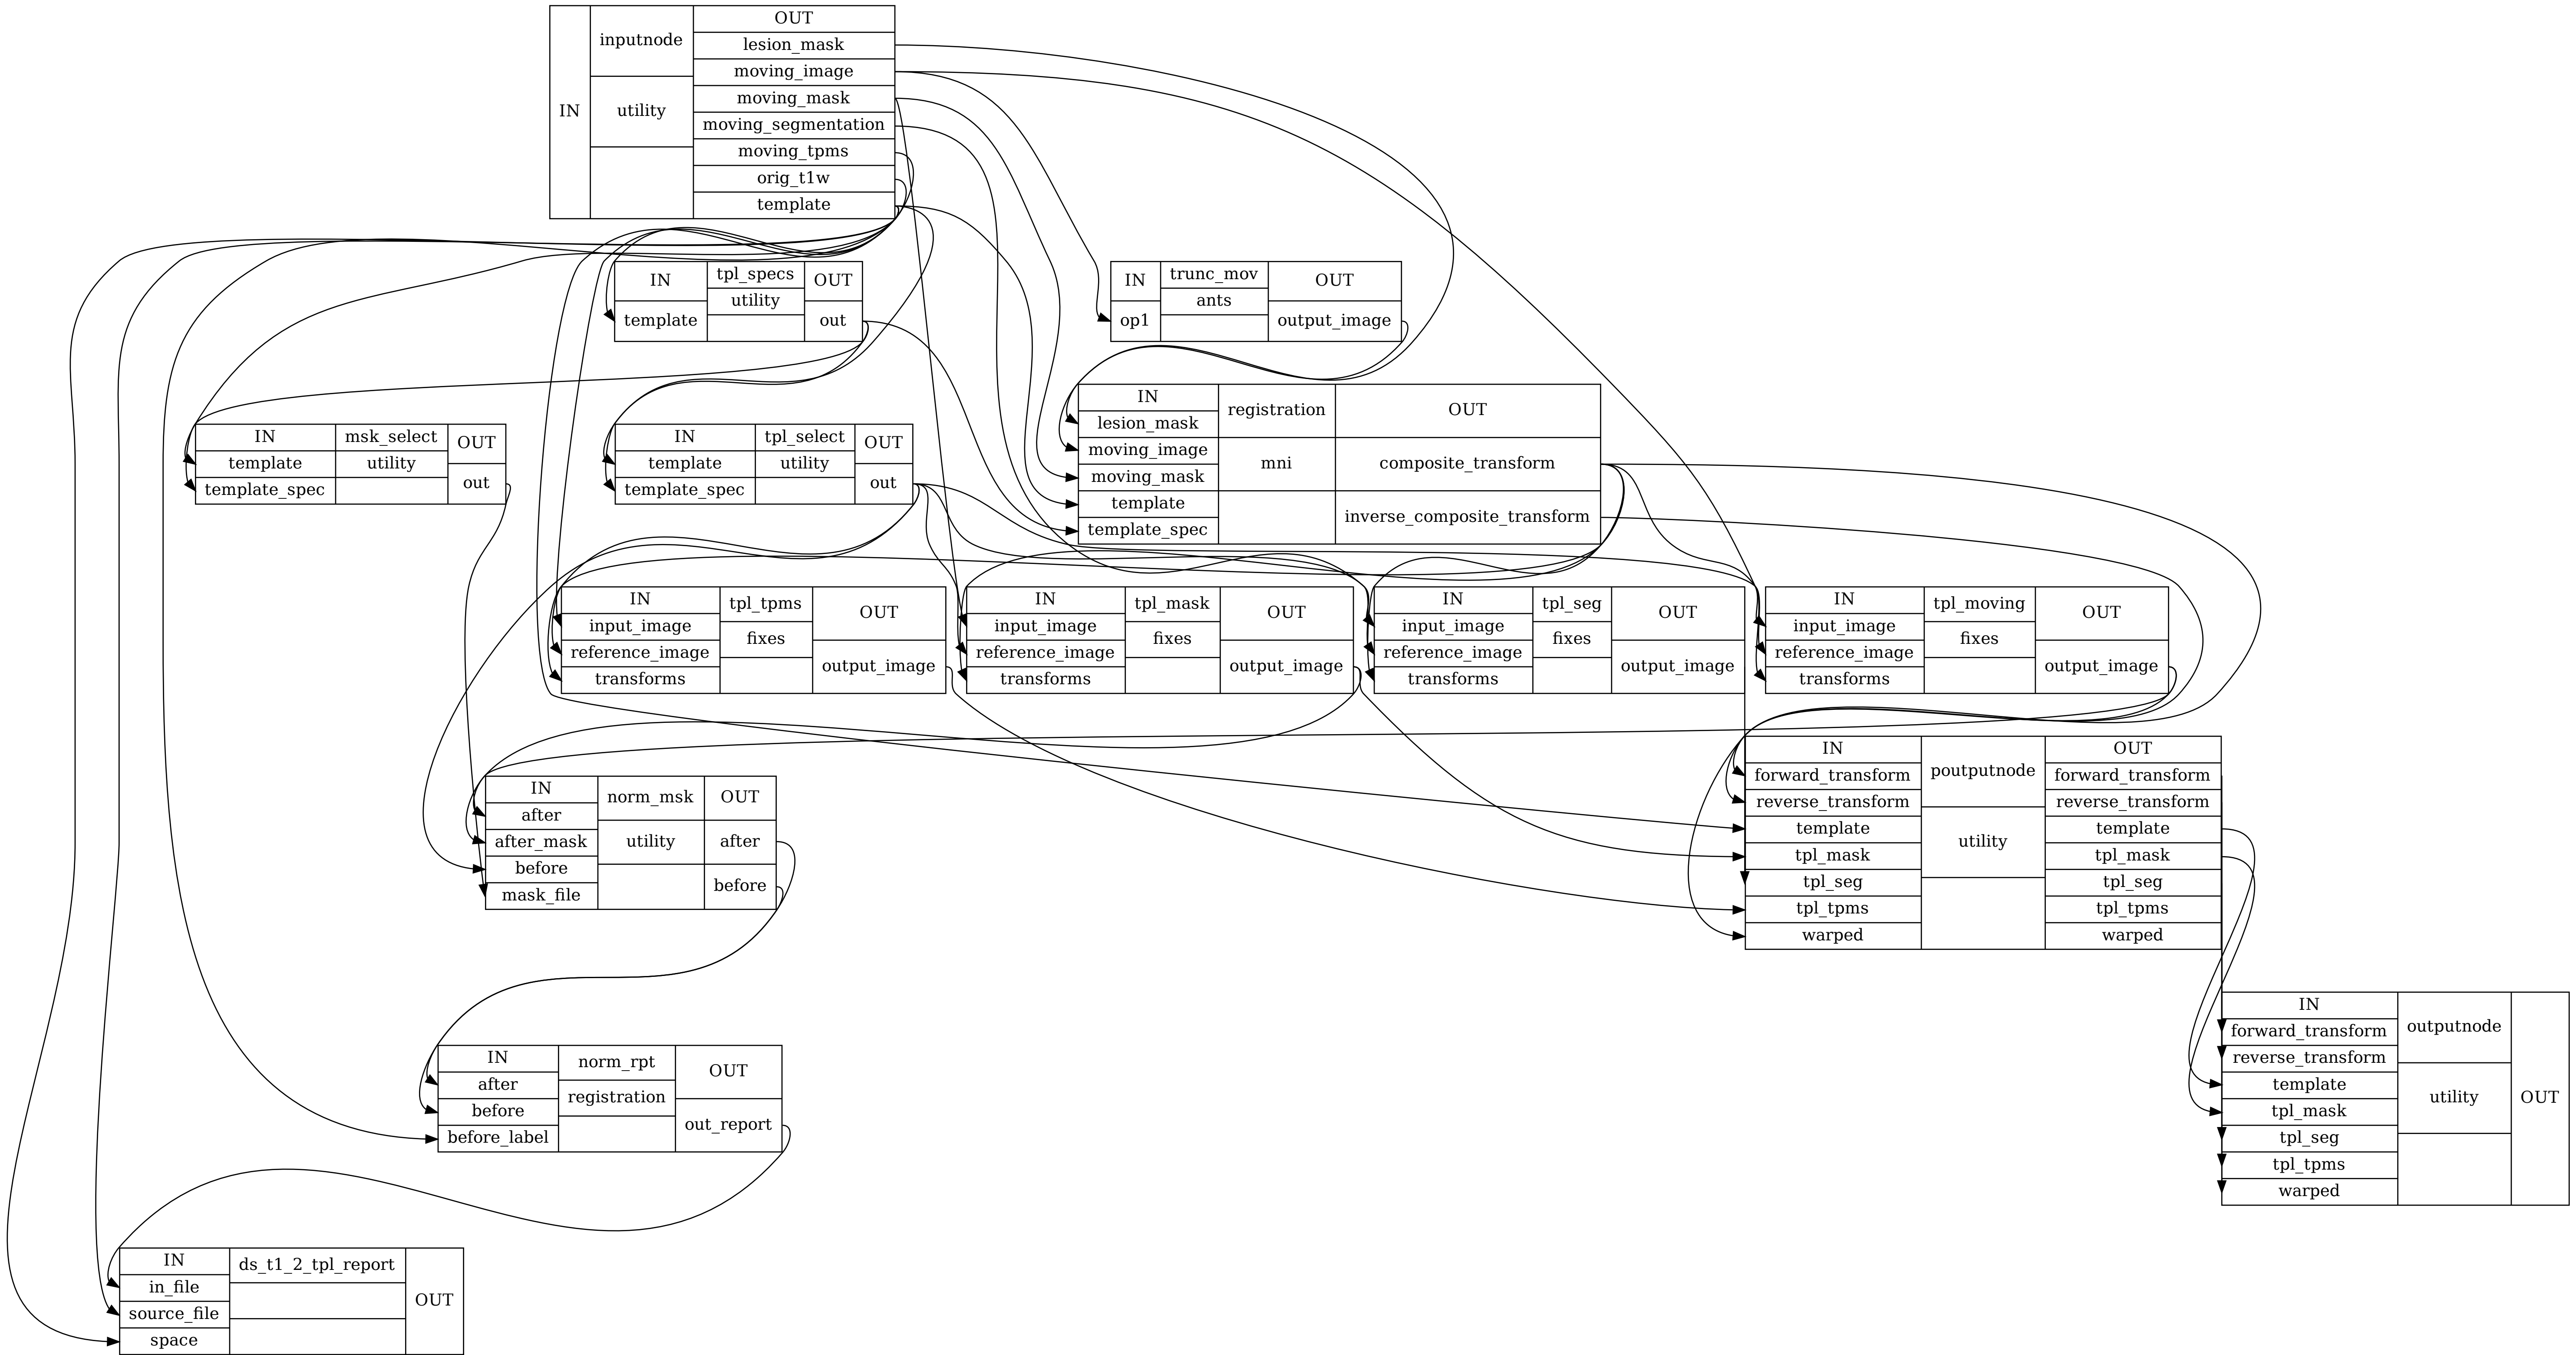 IN
inputnode
utility
OUT
lesion_mask
moving_image
moving_mask
moving_segmentation
moving_tpms
orig_t1w
template
IN
template
tpl_specs
utility
OUT
out
IN
op1
trunc_mov
ants
OUT
output_image
IN
lesion_mask
moving_image
moving_mask
template
template_spec
registration
mni
OUT
composite_transform
inverse_composite_transform
IN
template
template_spec
msk_select
utility
OUT
out
IN
template
template_spec
tpl_select
utility
OUT
out
IN
input_image
reference_image
transforms
tpl_tpms
fixes
OUT
output_image
IN
input_image
reference_image
transforms
tpl_mask
fixes
OUT
output_image
IN
input_image
reference_image
transforms
tpl_seg
fixes
OUT
output_image
IN
input_image
reference_image
transforms
tpl_moving
fixes
OUT
output_image
IN
after
after_mask
before
mask_file
norm_msk
utility
OUT
after
before
IN
forward_transform
reverse_transform
template
tpl_mask
tpl_seg
tpl_tpms
warped
poutputnode
utility
OUT
forward_transform
reverse_transform
template
tpl_mask
tpl_seg
tpl_tpms
warped
IN
forward_transform
reverse_transform
template
tpl_mask
tpl_seg
tpl_tpms
warped
outputnode
utility
OUT
IN
after
before
before_label
norm_rpt
registration
OUT
out_report
IN
in_file
source_file
space
ds_t1_2_tpl_report
OUT